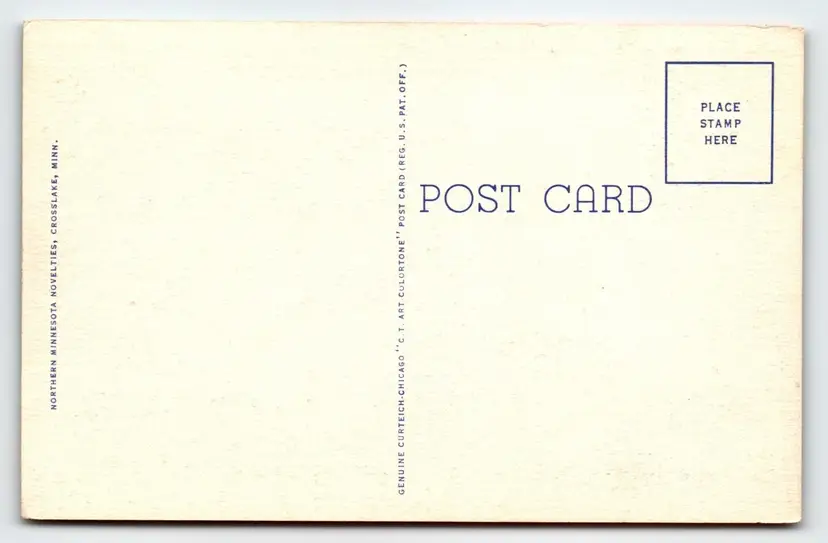 NORTHERN MINNESOTA NOVELTIES, CROSSLAKE, MINN.
GENUINE CURTEICH-CHICAGO "C.T. ART COLORTONE" POST CARD (REG. U.S. PAT. OFF.)
POST CARD
PLACE
STAMP
HERE